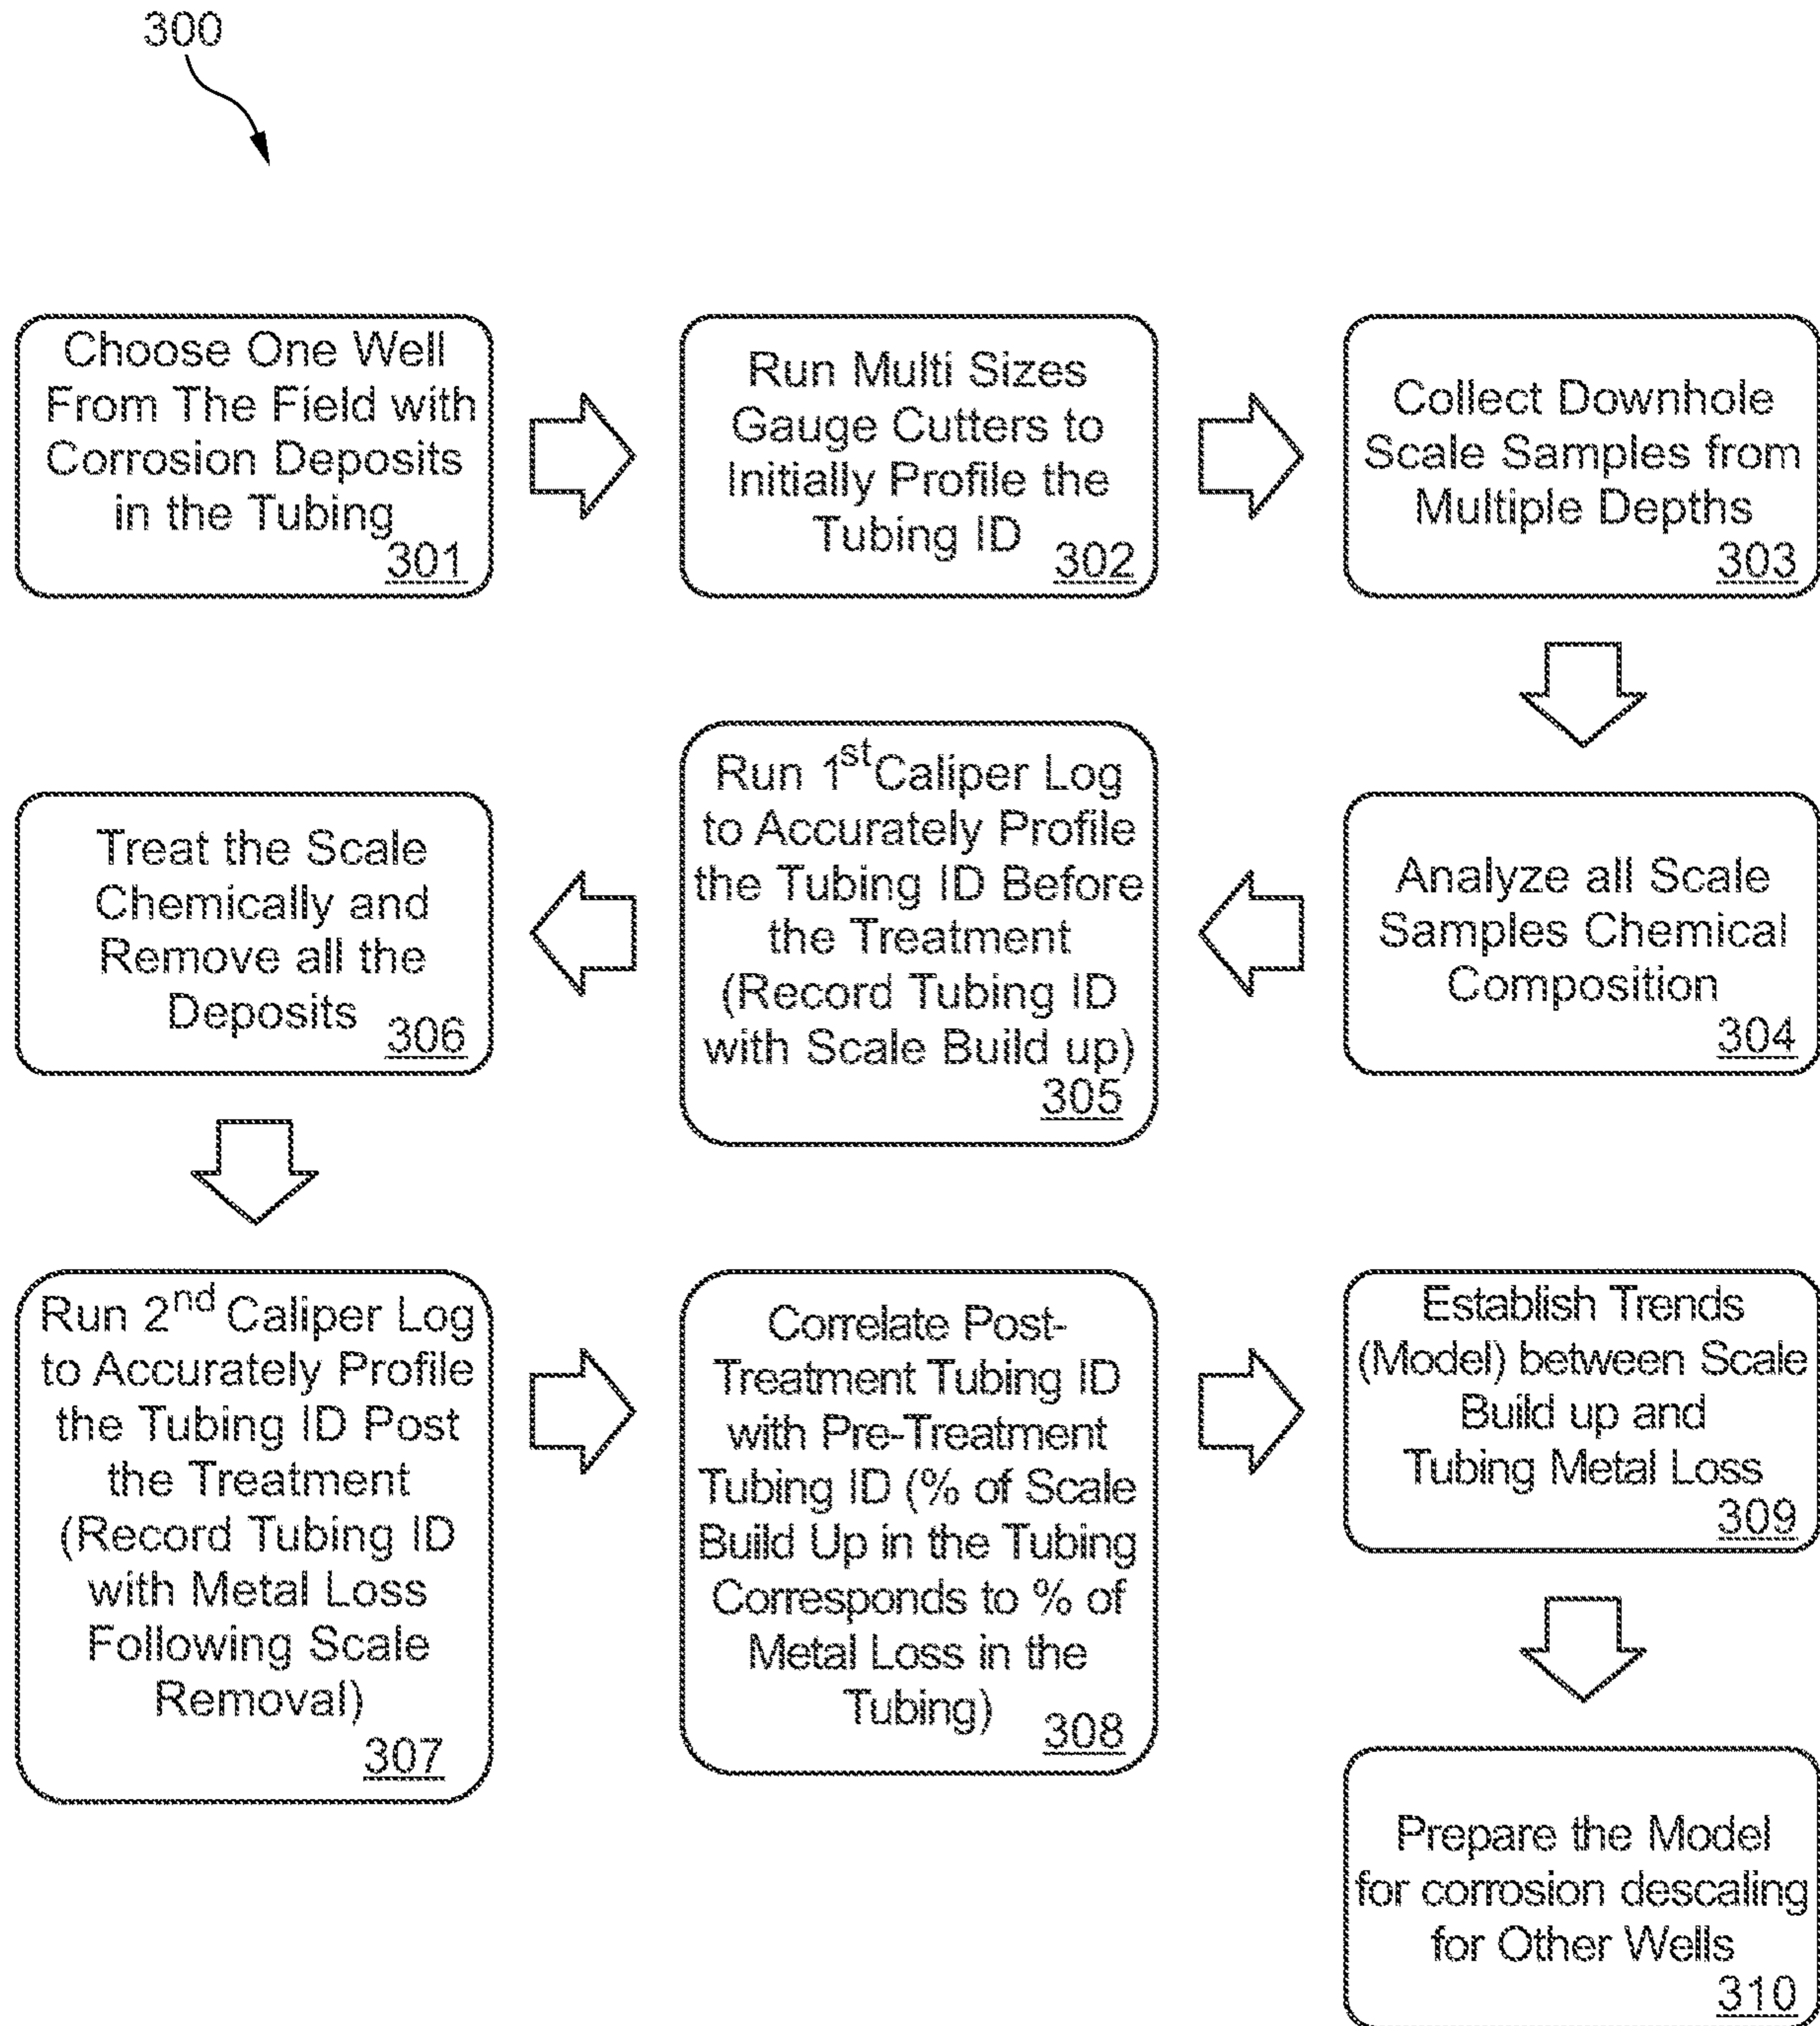 300
Choose One Well
From The Field with
Corrosion Deposits
in the Tubing
301
Run Multi Sizes
Gauge Cutters to
Initially Profile the
Tubing ID
302
Collect Downhole
Scale Samples from
Multiple Depths
303
Analyze all Scale
Samples Chemical
Composition
304
Run 1st Caliper Log
to Accurately Profile
the Tubing ID Before
the Treatment
(Record Tubing ID
with Scale Build up)
305
Treat the Scale
Chemically and
Remove all the
Deposits
306
Run 2nd Caliper Log
to Accurately Profile
the Tubing ID Post
the Treatment
(Record Tubing ID
with Metal Loss
Following Scale
Removal)
307
Correlate Post-
Treatment Tubing ID
with Pre-Treatment
Tubing ID (% of Scale
Build Up in the Tubing
Corresponds to % of
Metal Loss in the
Tubing)
308
Establish Trends
(Model) between Scale
Build up and
Tubing Metal Loss
309
Prepare the Model
for corrosion descaling
for Other Wells
310